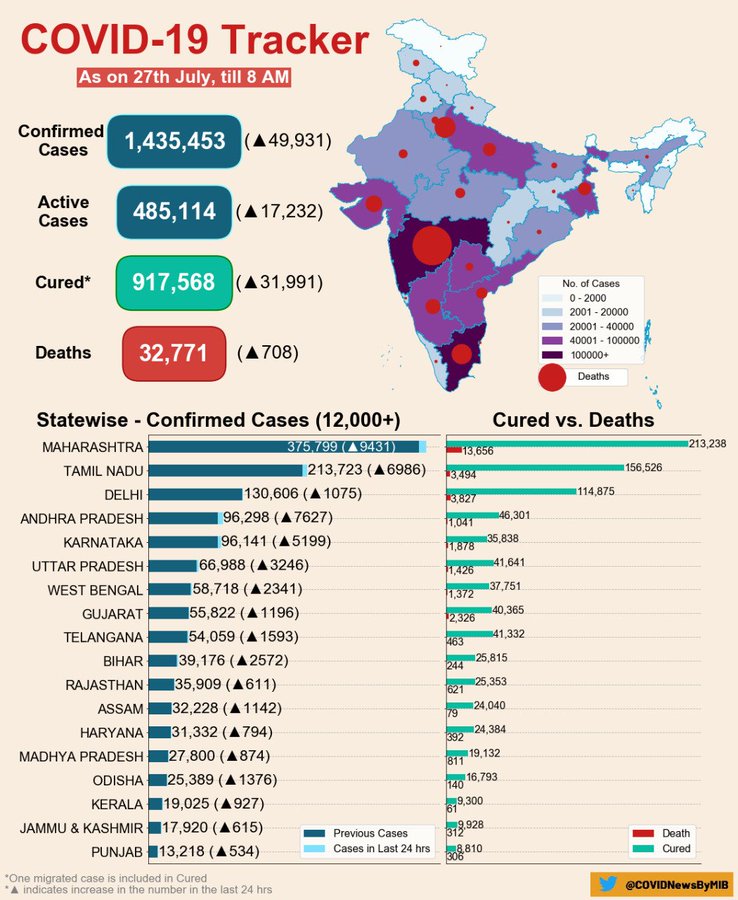 COVID-19 Tracker
As on 27th July, till 8 AM
Confirmed Cases 1,435,453 (▲49,931)
Active Cases 485,114 (▲17,232)
Cured* 917,568 (▲31,991)
Deaths 32,771 (▲708)
No. of Cases
0 - 2000
2001 - 20000
20001 - 40000
40001 - 100000
100000+
Deaths
Statewise - Confirmed Cases (12,000+)
MAHARASHTRA 375,799 (▲9431)
TAMIL NADU 213,723 (▲6986)
DELHI 130,606 (▲1075)
ANDHRA PRADESH 96,298 (▲7627)
KARNATAKA 96,141 (▲5199)
UTTAR PRADESH 66,988 (▲3246)
WEST BENGAL 58,718 (▲2341)
GUJARAT 55,822 (▲1196)
TELANGANA 54,059 (▲1593)
BIHAR 39,176 (▲2572)
RAJASTHAN 35,909 (▲611)
ASSAM 32,228 (▲1142)
HARYANA 31,332 (▲794)
MADHYA PRADESH 27,800 (▲874)
ODISHA 25,389 (▲1376)
KERALA 19,025 (▲927)
JAMMU & KASHMIR 17,920 (▲615)
PUNJAB 13,218 (▲534)
Previous Cases
Cases in Last 24 hrs
Cured vs. Deaths
213,238
13,656
156,526
3,494
114,875
3,827
46,301
1,041
35,838
1,878
41,641
1,426
37,751
1,372
40,365
2,326
41,332
463
25,815
244
25,353
621
24,040
79
24,384
392
19,132
811
16,793
140
9,300
61
9,928
312
8,810
306
Death
Cured
*One migrated case is included in Cured
*▲ indicates increase in the number in the last 24 hrs
@COVIDNewsByMIB